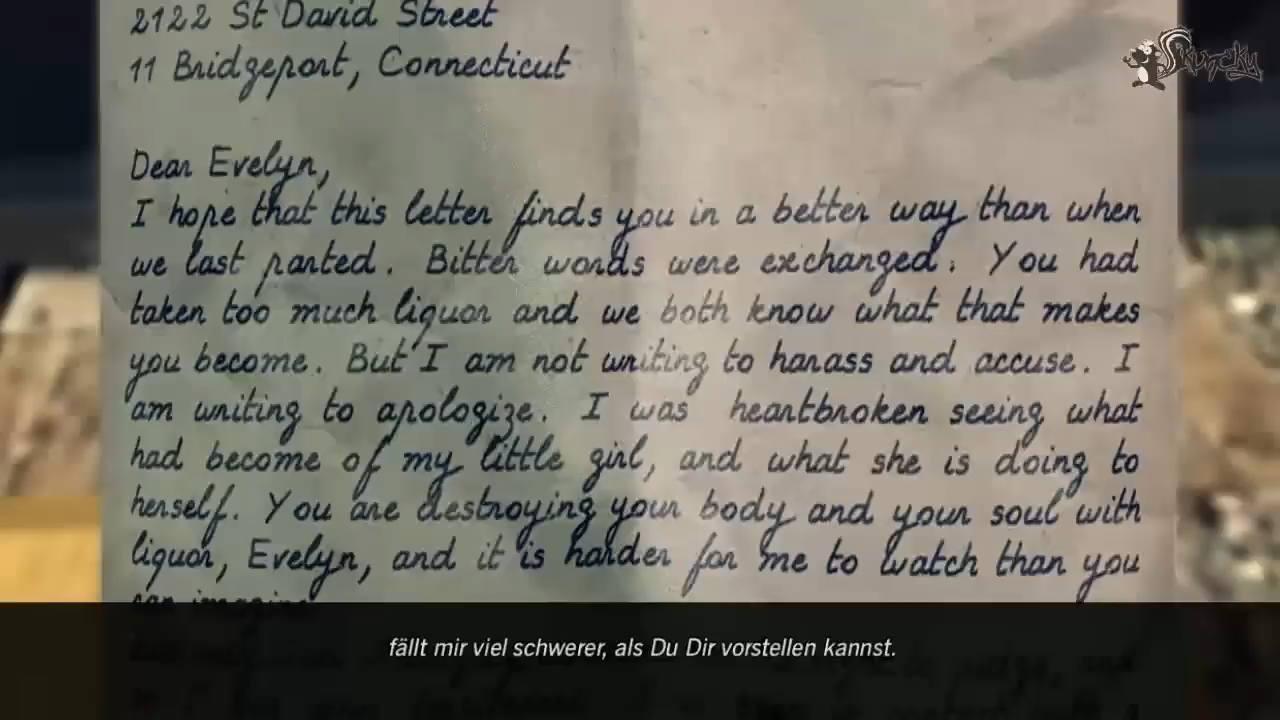 2122 St David Street
11 Bridgeport, Connecticut
Skuncky
Dear Evelyn,
I hope that this letter finds you in a better way than when
we last parted. Bitter words were exchanged. You had
taken too much liquor and we both know what that makes
you become. But I am not writing to harass and accuse. I
am writing to apologize. I was heartbroken seeing what
had become of my little girl, and what she is doing to
herself. You are destroying your body and your soul with
liquor, Evelyn, and it is harder for me to watch than you
can imagine
fällt mir viel schwerer, als Du Dir vorstellen kannst.